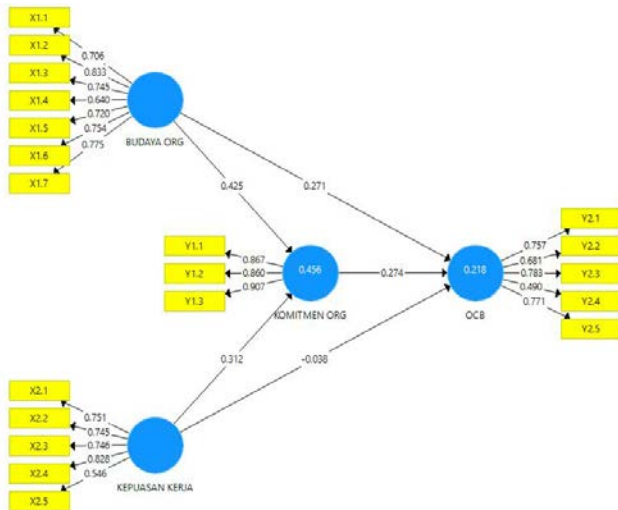 X1.1
X1.2
X1.3
X1.4
X1.5
X1.6
X1.7
0.706
0.833
0.745
0.640
0.720
0.754
0.775
BUDAYA ORG
0.425
0.271
Y1.1
Y1.2
Y1.3
0.867
0.860
0.907
0.456
KOMITMEN ORG
0.274
0.218
OCB
0.757
0.681
0.783
0.490
0.771
Y2.1
Y2.2
Y2.3
Y2.4
Y2.5
0.312
-0.038
X2.1
X2.2
X2.3
X2.4
X2.5
0.751
0.745
0.746
0.828
0.546
KEPUASAN KERJA